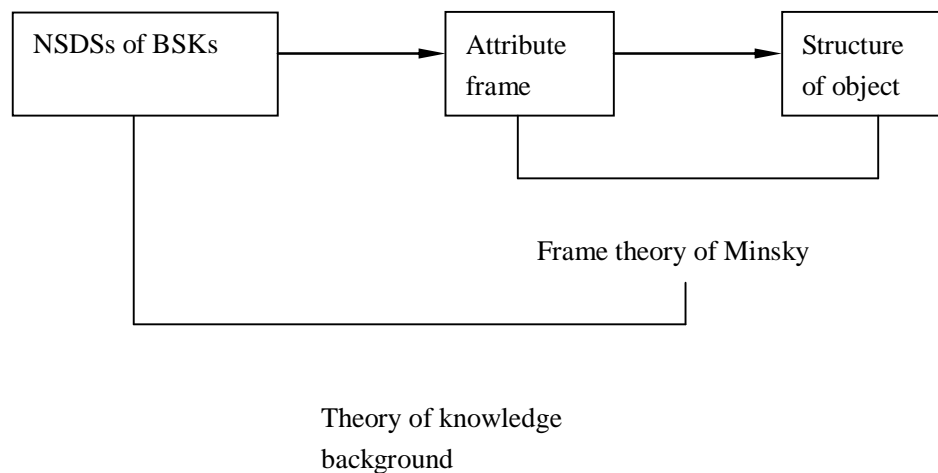 NSDSs of BSKs
Attribute
frame
Structure
of object
Frame theory of Minsky
Theory of knowledge
background